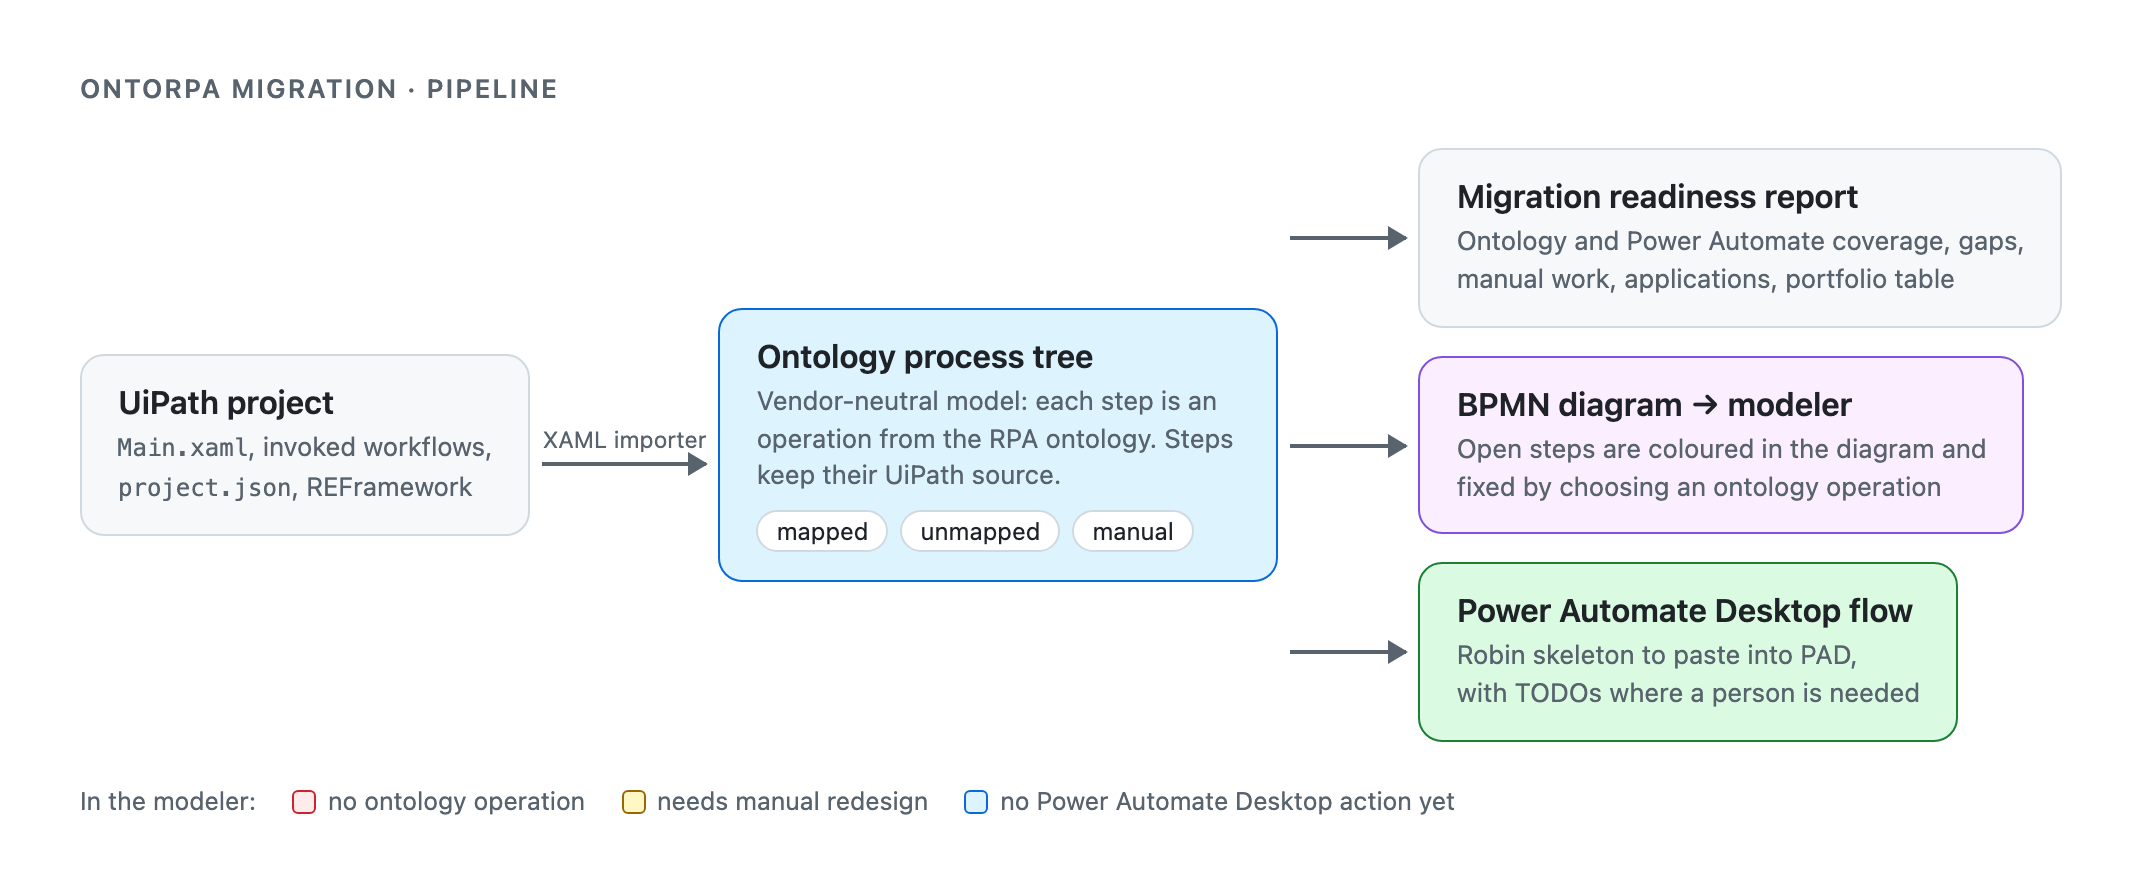 ONTORPA MIGRATION · PIPELINE
UiPath project
Main.xaml, invoked workflows,
project.json, REFramework
XAML importer
Ontology process tree
Vendor-neutral model: each step is an
operation from the RPA ontology. Steps
keep their UiPath source.
mapped unmapped manual
Migration readiness report
Ontology and Power Automate coverage, gaps,
manual work, applications, portfolio table
BPMN diagram → modeler
Open steps are coloured in the diagram and
fixed by choosing an ontology operation
Power Automate Desktop flow
Robin skeleton to paste into PAD,
with TODOs where a person is needed
In the modeler: no ontology operation needs manual redesign no Power Automate Desktop action yet